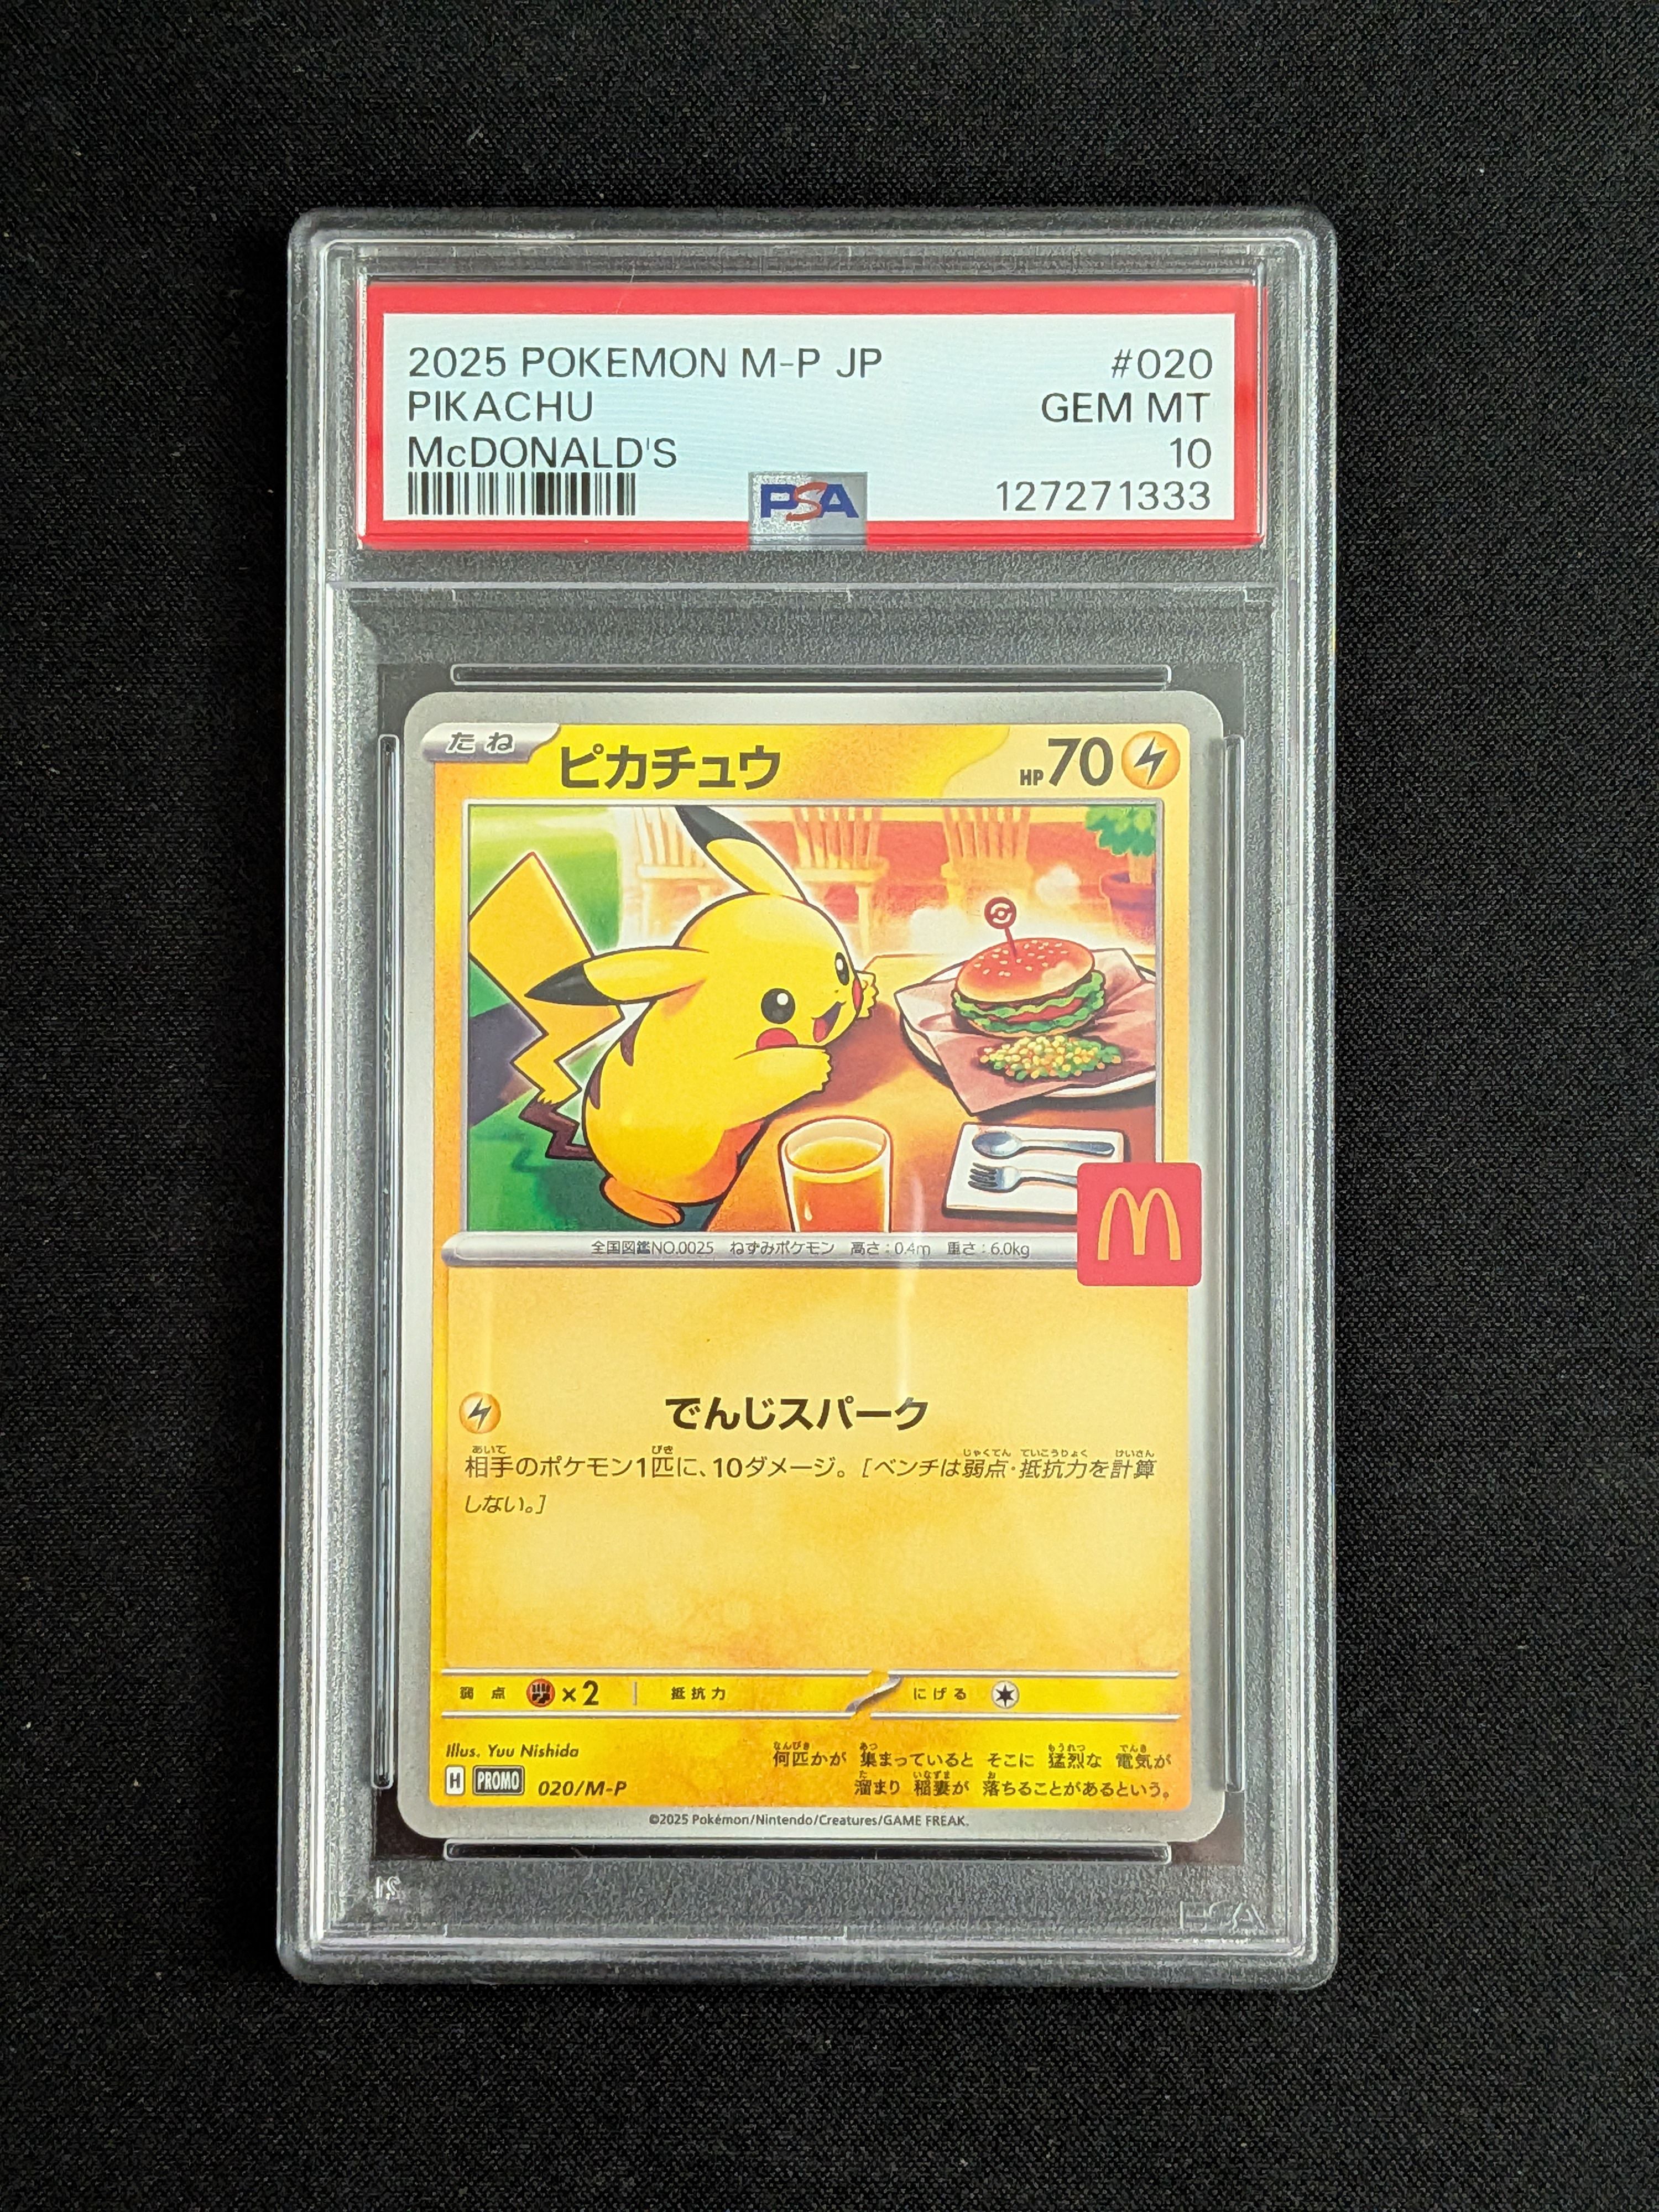 2025 POKEMON M-P JP #020
PIKACHU GEM MT
McDONALD'S 10
PSA 127271333
たね ピカチュウ HP70
全国図鑑NO.0025 ねずみポケモン 高さ:0.4m 重さ:6.0kg
でんじスパーク
相手のポケモン1匹に、10ダメージ。[ベンチは弱点・抵抗力を計算
しない。]
弱点 ×2 抵抗力 にげる
Illus. Yuu Nishida
何匹かが 集まっていると そこに 猛烈な 電気が
溜まり 稲妻が 落ちることがあるという。
H PROMO 020/M-P
©2025 Pokémon/Nintendo/Creatures/GAME FREAK.
PSA